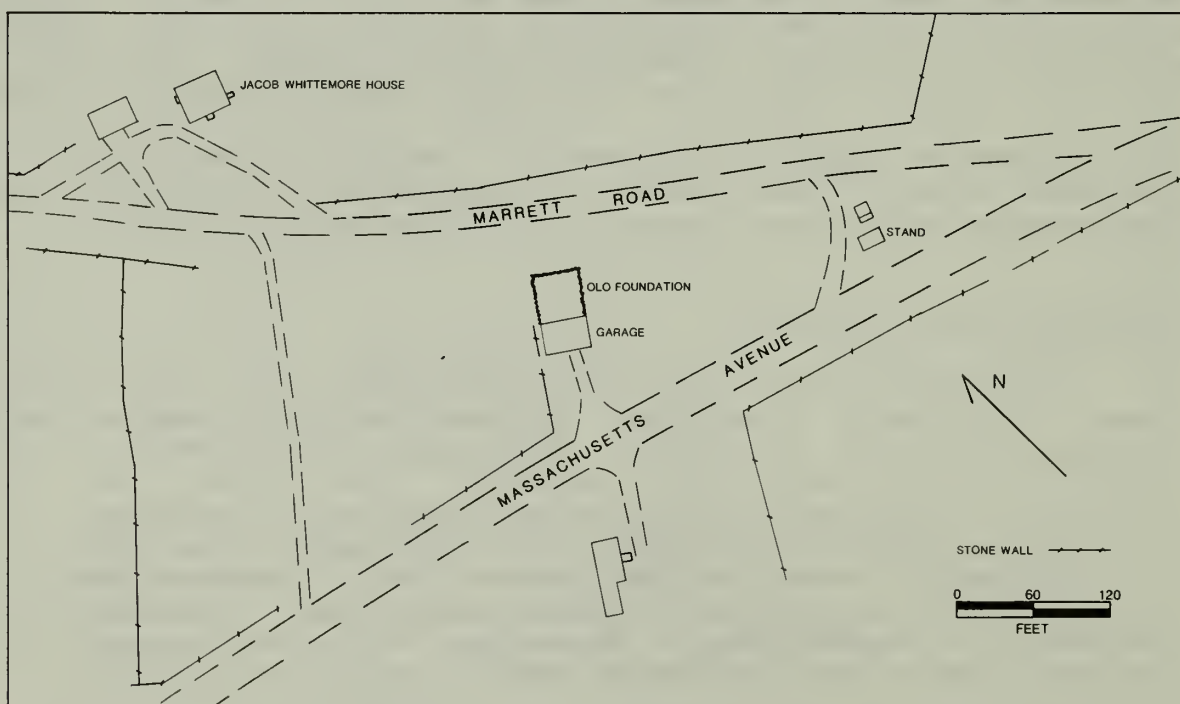 JACOB WHITTEMORE HOUSE
MARRETT ROAD
STAND
OLO FOUNDATION
GARAGE
MASSACHUSETTS AVENUE
N
STONE WALL
0 60 120
FEET